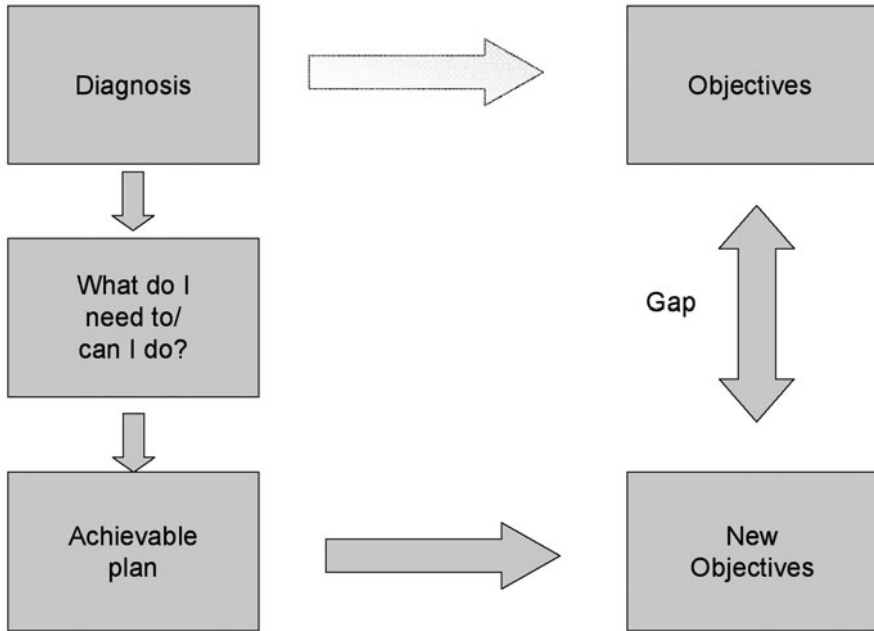 Diagnosis
Objectives
What do I
need to/
can I do?
Gap
Achievable
plan
New
Objectives